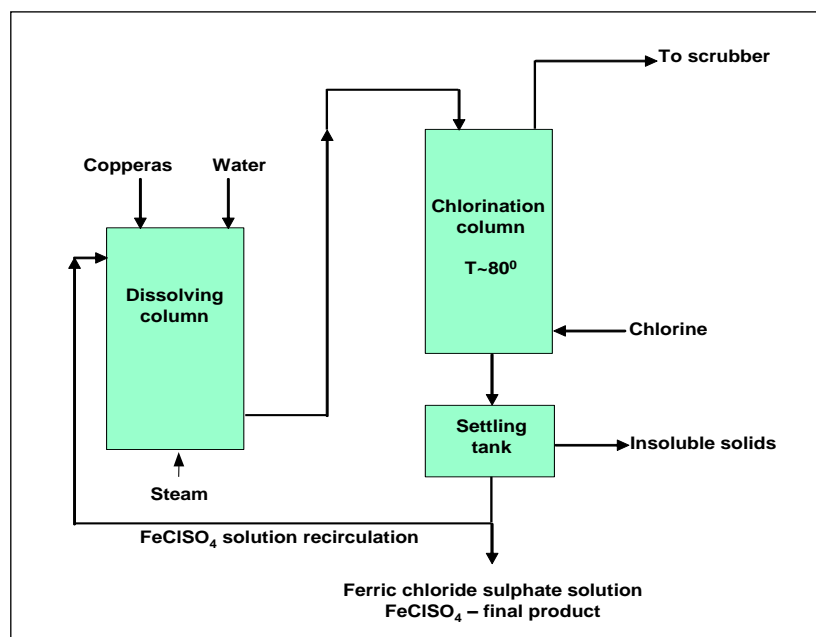 To scrubber
Copperas
Water
Chlorination
column
T~80⁰
Dissolving
column
Chlorine
Settling
tank
Insoluble solids
Steam
FeClSO₄ solution recirculation
Ferric chloride sulphate solution
FeClSO₄ – final product